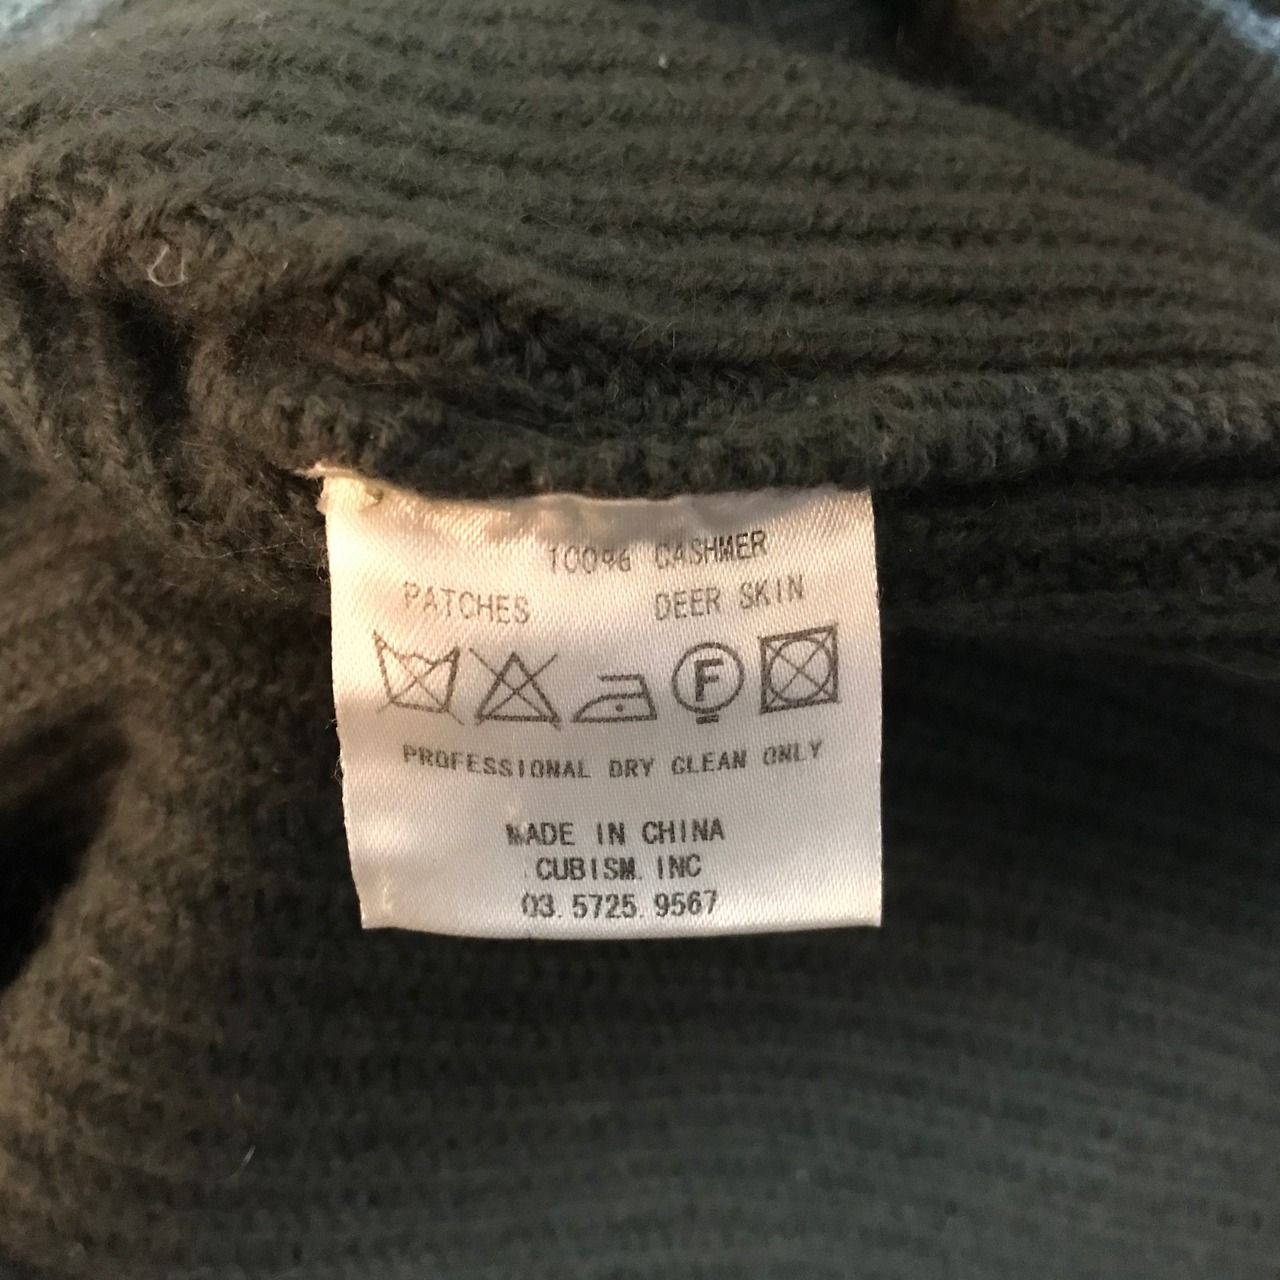 100% CASHMER
PATCHES DEER SKIN
F
PROFESSIONAL DRY CLEAN ONLY
MADE IN CHINA
CUBISM. INC
03. 5725. 9567